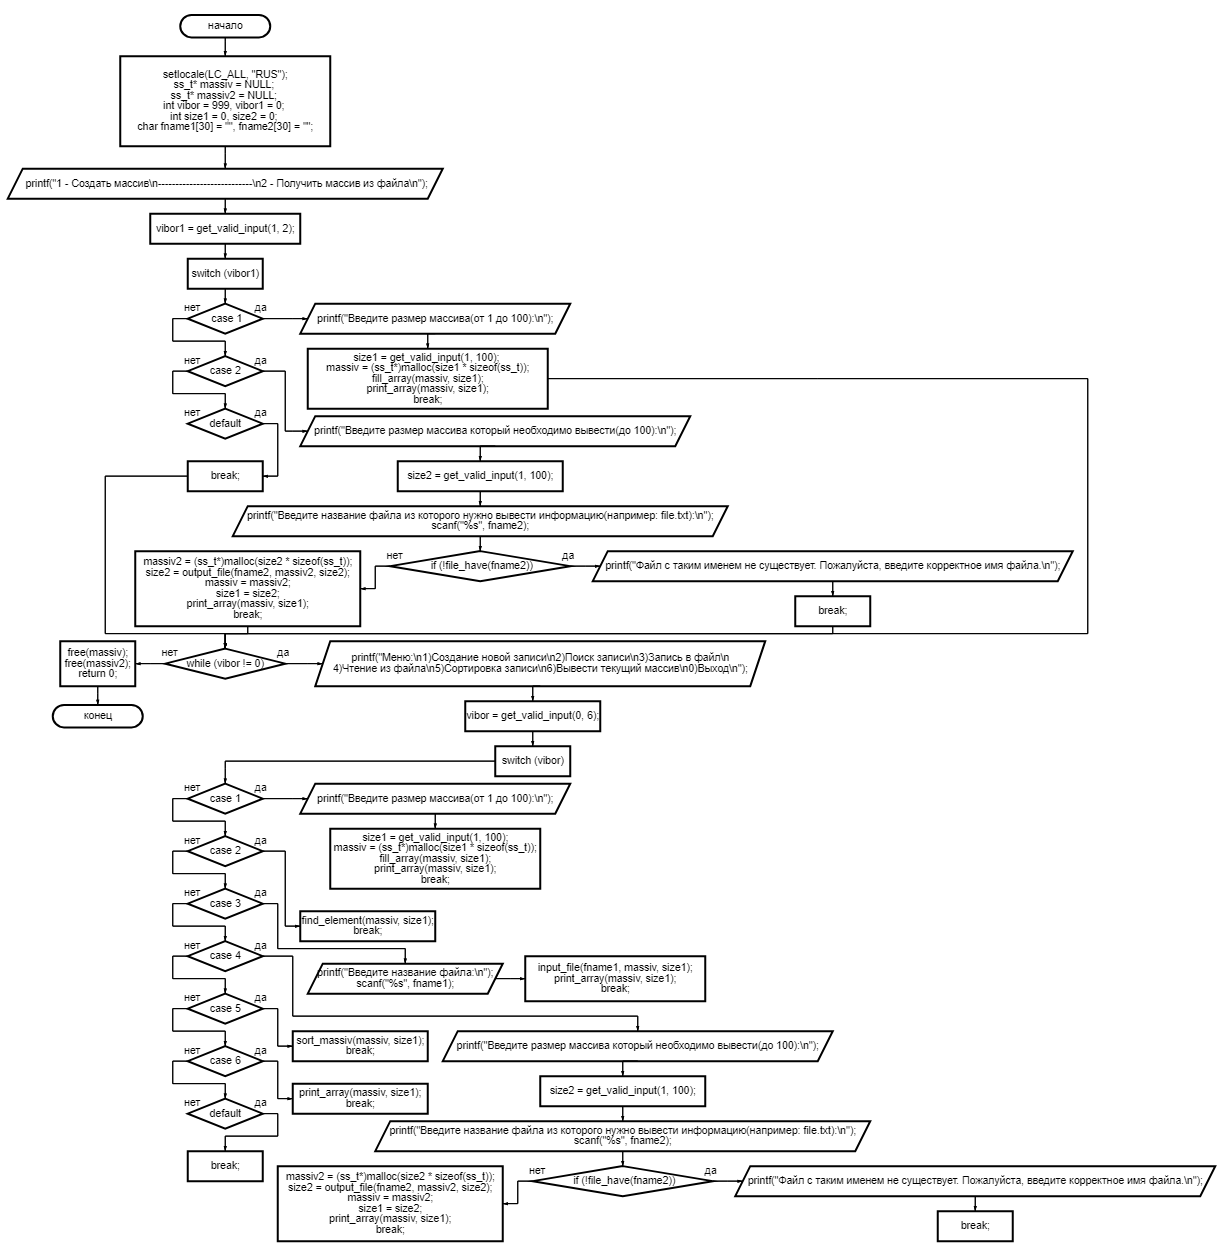 начало
setlocale(LC_ALL, "RUS");
ss_t* massiv = NULL;
ss_t* massiv2 = NULL;
int vibor = 999, vibor1 = 0;
int size1 = 0, size2 = 0;
char fname1[30] = "", fname2[30] = "";
printf("1 - Создать массив\n---------------------------\n2 - Получить массив из файла\n");
vibor1 = get_valid_input(1, 2);
switch (vibor1)
нет
да
case 1
printf("Введите размер массива(от 1 до 100):\n");
size1 = get_valid_input(1, 100);
massiv = (ss_t*)malloc(size1 * sizeof(ss_t));
fill_array(massiv, size1);
print_array(massiv, size1);
break;
нет
да
case 2
нет
да
default
printf("Введите размер массива который необходимо вывести(до 100):\n");
break;
size2 = get_valid_input(1, 100);
printf("Введите название файла из которого нужно вывести информацию(например: file.txt):\n");
scanf("%s", fname2);
нет
да
if (!file_have(fname2))
massiv2 = (ss_t*)malloc(size2 * sizeof(ss_t));
size2 = output_file(fname2, massiv2, size2);
massiv = massiv2;
size1 = size2;
print_array(massiv, size1);
break;
printf("Файл с таким именем не существует. Пожалуйста, введите корректное имя файла.\n");
break;
нет
да
while (vibor != 0)
free(massiv);
free(massiv2);
return 0;
конец
printf("Меню:\n1)Создание новой записи\n2)Поиск записи\n3)Запись в файл\n
4)Чтение из файла\n5)Сортировка записи\n6)Вывести текущий массив\n0)Выход\n");
vibor = get_valid_input(0, 6);
switch (vibor)
нет
да
case 1
printf("Введите размер массива(от 1 до 100):\n");
size1 = get_valid_input(1, 100);
massiv = (ss_t*)malloc(size1 * sizeof(ss_t));
fill_array(massiv, size1);
print_array(massiv, size1);
break;
нет
да
case 2
find_element(massiv, size1);
break;
нет
да
case 3
printf("Введите название файла:\n");
scanf("%s", fname1);
input_file(fname1, massiv, size1);
print_array(massiv, size1);
break;
нет
да
case 4
нет
да
case 5
sort_massiv(massiv, size1);
break;
printf("Введите размер массива который необходимо вывести(до 100):\n");
нет
да
case 6
print_array(massiv, size1);
break;
size2 = get_valid_input(1, 100);
нет
да
default
break;
printf("Введите название файла из которого нужно вывести информацию(например: file.txt):\n");
scanf("%s", fname2);
нет
да
if (!file_have(fname2))
massiv2 = (ss_t*)malloc(size2 * sizeof(ss_t));
size2 = output_file(fname2, massiv2, size2);
massiv = massiv2;
size1 = size2;
print_array(massiv, size1);
break;
printf("Файл с таким именем не существует. Пожалуйста, введите корректное имя файла.\n");
break;